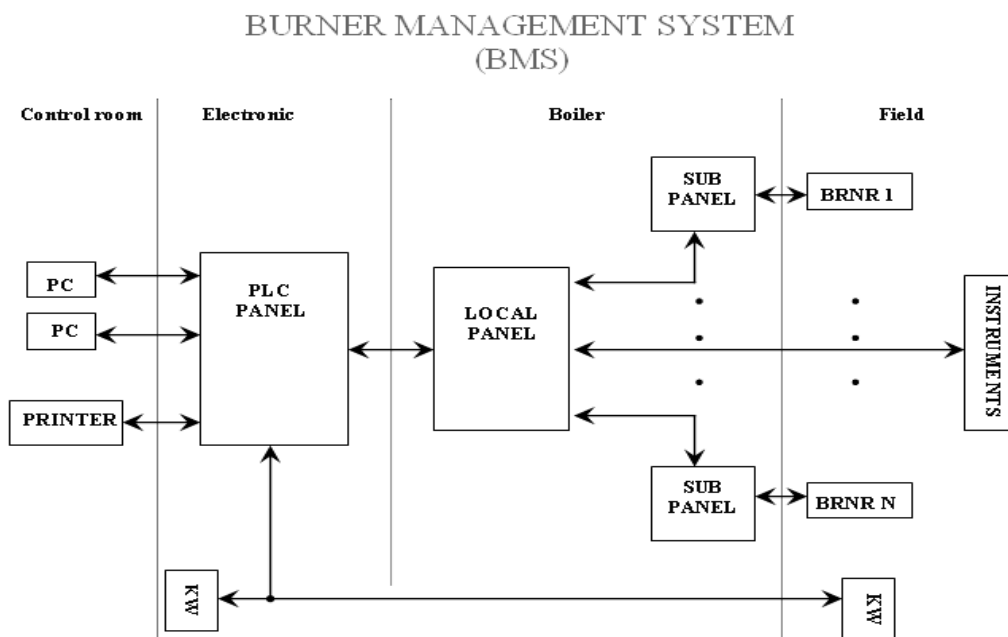 BURNER MANAGEMENT SYSTEM
(BMS)
Control room
Electronic
Boiler
Field
SUB
PANEL
BRNR 1
PC
PLC
PANEL
LOCAL
PANEL
INSTRUMENTS
PC
PRINTER
SUB
PANEL
BRNR N
KW
KW